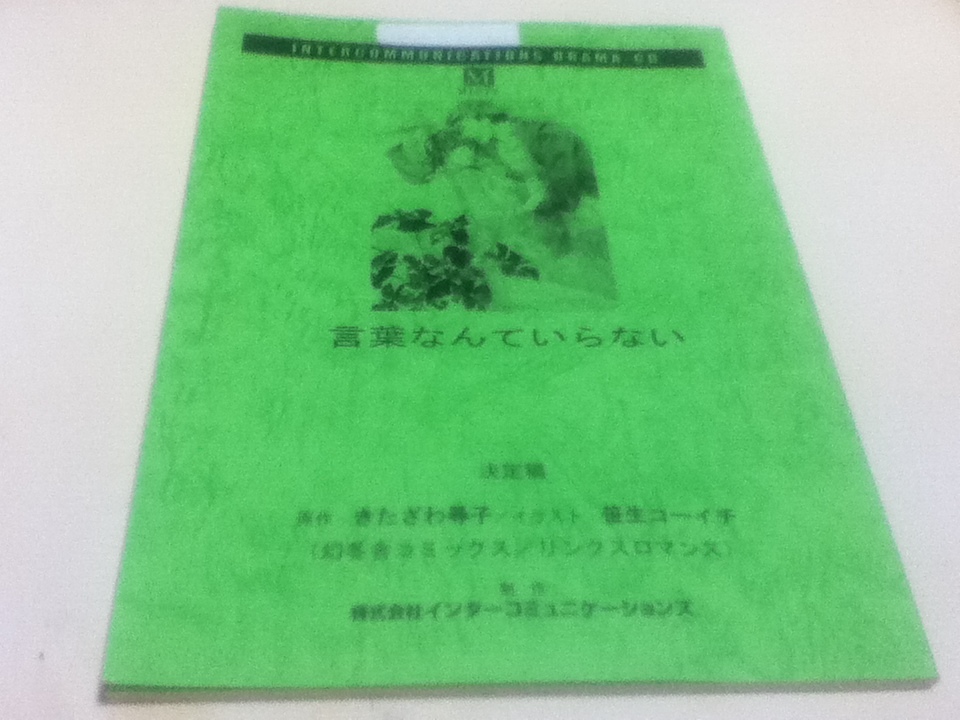 INTERCOMMUNICATIONS DRAMA CD
M
言葉なんていらない
決定稿
原作 きたざわ尋子／イラスト 笹生コーイチ
（幻冬舎コミックス／リンクスロマンス）
制作
株式会社インターコミュニケーションズ